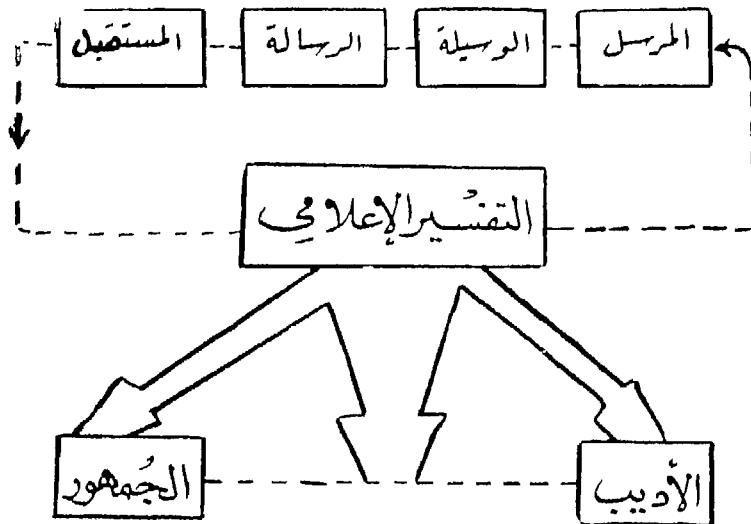 المرسل الوسيلة الرسالة المستقبل
التفسير الإعلامي
الأديب الجمهور